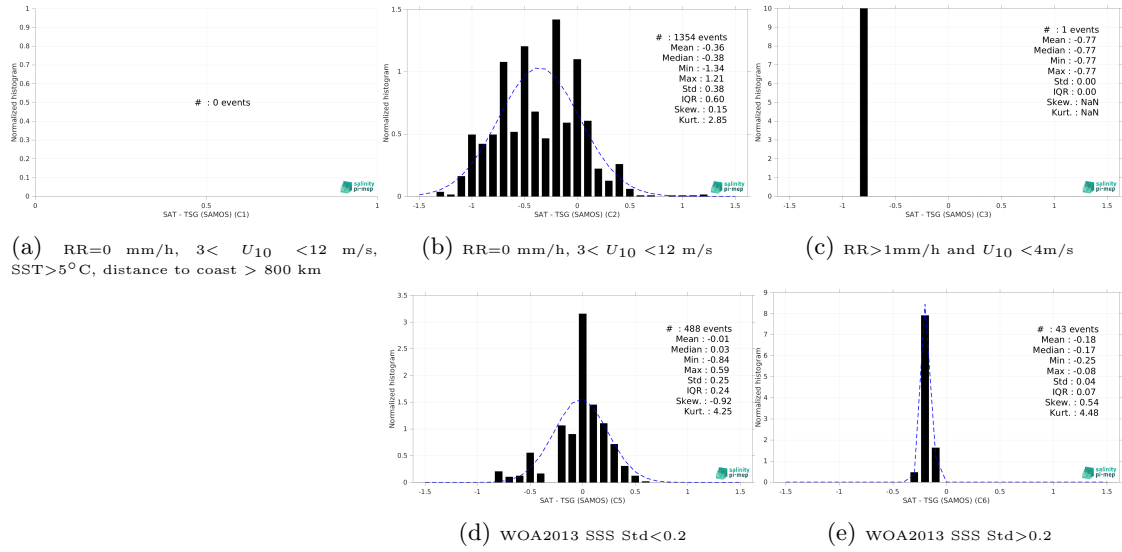 1
0.9
0.8
0.7
0.6
0.5
0.4
0.3
0.2
0.1
0
Normalized histogram
# : 0 events
0 0.5 1
SAT - TSG (SAMOS) (C1)
salinity
pi-mep
(a) RR=0 mm/h, 3< U10 <12 m/s,
SST>5°C, distance to coast > 800 km
1.5
1
0.5
0
Normalized histogram
# : 1354 events
Mean : -0.36
Median : -0.38
Min : -1.34
Max : 1.21
Std : 0.38
IQR : 0.60
Skew. : 0.15
Kurt. : 2.85
-1.5 -1 -0.5 0 0.5 1 1.5
SAT - TSG (SAMOS) (C2)
salinity
pi-mep
(b) RR=0 mm/h, 3< U10 <12 m/s
10
9
8
7
6
5
4
3
2
1
0
Normalized histogram
# : 1 events
Mean : -0.77
Median : -0.77
Min : -0.77
Max : -0.77
Std : 0.00
IQR : 0.00
Skew. : NaN
Kurt. : NaN
-1.5 -1 -0.5 0 0.5 1 1.5
SAT - TSG (SAMOS) (C3)
salinity
pi-mep
(c) RR>1mm/h and U10 <4m/s
3.5
3
2.5
2
1.5
1
0.5
0
Normalized histogram
# : 488 events
Mean : -0.01
Median : 0.03
Min : -0.84
Max : 0.59
Std : 0.25
IQR : 0.24
Skew. : -0.92
Kurt. : 4.25
-1.5 -1 -0.5 0 0.5 1 1.5
SAT - TSG (SAMOS) (C5)
salinity
pi-mep
(d) WOA2013 SSS Std<0.2
9
8
7
6
5
4
3
2
1
0
Normalized histogram
# : 43 events
Mean : -0.18
Median : -0.17
Min : -0.25
Max : -0.08
Std : 0.04
IQR : 0.07
Skew. : 0.54
Kurt. : 4.48
-1.5 -1 -0.5 0 0.5 1 1.5
SAT - TSG (SAMOS) (C6)
salinity
pi-mep
(e) WOA2013 SSS Std>0.2